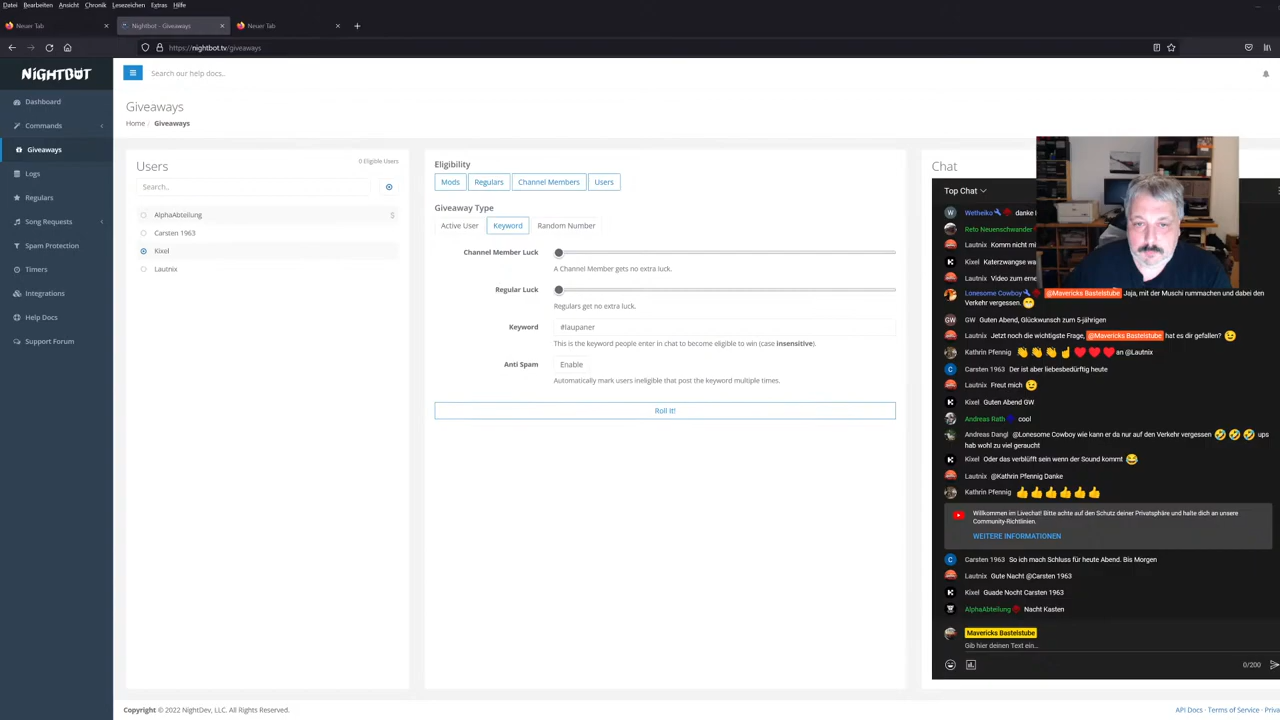 Datei Bearbeiten Ansicht Chronik Lesezeichen Extras Hilfe
Neuer Tab
Nightbot - Giveaways
Neuer Tab
https://nightbot.tv/giveaways
NIGHTBOT
Search our help docs..
Dashboard
Commands
Giveaways
Logs
Regulars
Song Requests
Spam Protection
Timers
Integrations
Help Docs
Support Forum
Giveaways
Home / Giveaways
Users
0 Eligible Users
Search..
AlphaAbteilung
Carsten 1963
Kixel
Lautnix
Eligibility
Mods Regulars Channel Members Users
Giveaway Type
Active User Keyword Random Number
Channel Member Luck
A Channel Member gets no extra luck.
Regular Luck
Regulars get no extra luck.
Keyword #laupaner
This is the keyword people enter in chat to become eligible to win (case insensitive).
Anti Spam Enable
Automatically mark users ineligible that post the keyword multiple times.
Roll It!
Chat
Top Chat
Wetheiko danke
Reto Neuenschwander
Lautnix Komm nicht mi
Kixel Katerzwangse wa
Lautnix Video zum erne
Lonesome Cowboy @Mavericks Bastelstube Jaja, mit der Muschi rummachen und dabei den
Verkehr vergessen. 😁
GW Guten Abend, Glückwunsch zum 5-jährigen
Lautnix Jetzt noch die wichtigste Frage, @Mavericks Bastelstube hat es dir gefallen? 😉
Kathrin Pfennig 👏👏👏☝❤❤❤an @Lautnix
Carsten 1963 Der ist aber liebesbedürftig heute
Lautnix Freut mich 😉
Kixel Guten Abend GW
Andreas Rath cool
Andreas Dangl @Lonesome Cowboy wie kann er da nur auf den Verkehr vergessen 🤣🤣🤣 ups
hab wohl zu viel geraucht
Kixel Oder das verblüfft sein wenn der Sound kommt 😂
Lautnix @Kathrin Pfennig Danke
Kathrin Pfennig 👍👍👍👍👍👍
Willkommen im Livechat! Bitte achte auf den Schutz deiner Privatsphäre und halte dich an unsere
Community-Richtlinien.
WEITERE INFORMATIONEN
Carsten 1963 So ich mach Schluss für heute Abend. Bis Morgen
Lautnix Gute Nacht @Carsten 1963
Kixel Guade Nocht Carsten 1963
AlphaAbteilung Nacht Kasten
Mavericks Bastelstube
Gib hier deinen Text ein...
0/200
Copyright © 2022 NightDev, LLC. All Rights Reserved.
API Docs · Terms of Service · Priva